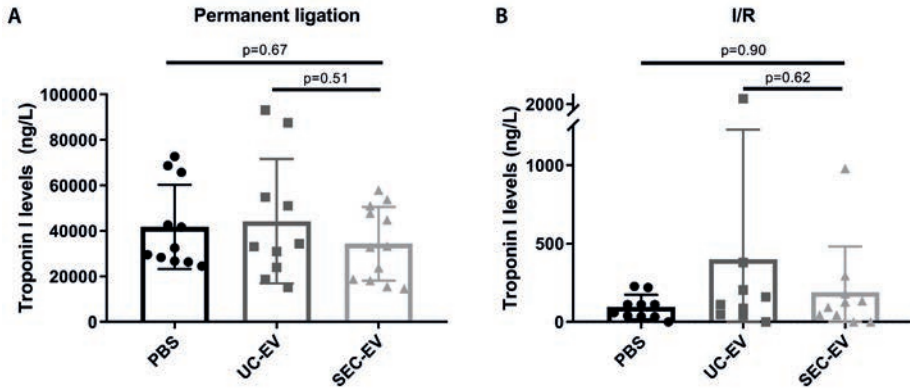 A
Permanent ligation
p=0.67
p=0.51
Troponin I levels (ng/L)
100000
80000
60000
40000
20000
0
PBS
UC-EV
SEC-EV
B
I/R
p=0.90
p=0.62
Troponin I levels (ng/L)
2000
1000
500
0
PBS
UC-EV
SEC-EV